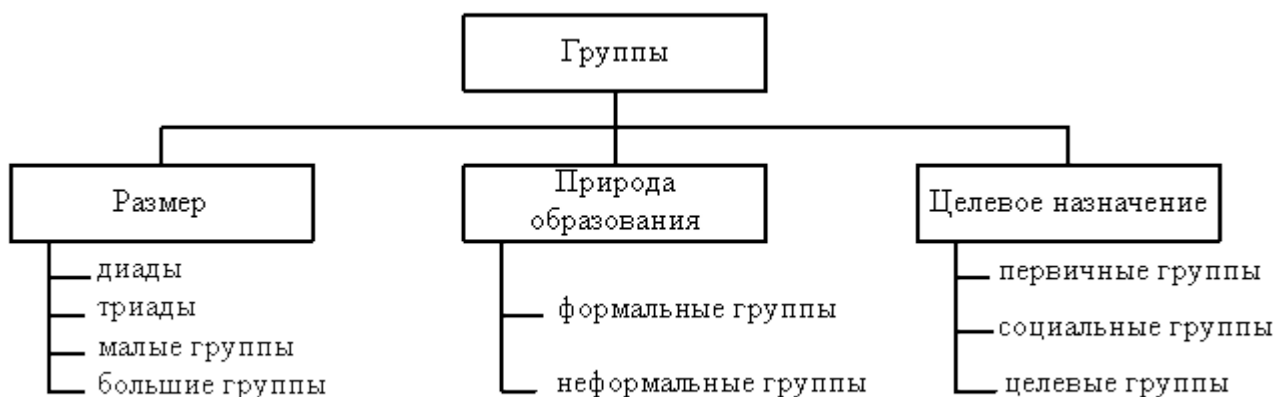 Группы
Размер
диады
триады
малые группы
большие группы
Природа
образования
формальные группы
неформальные группы
Целевое назначение
первичные группы
социальные группы
целевые группы